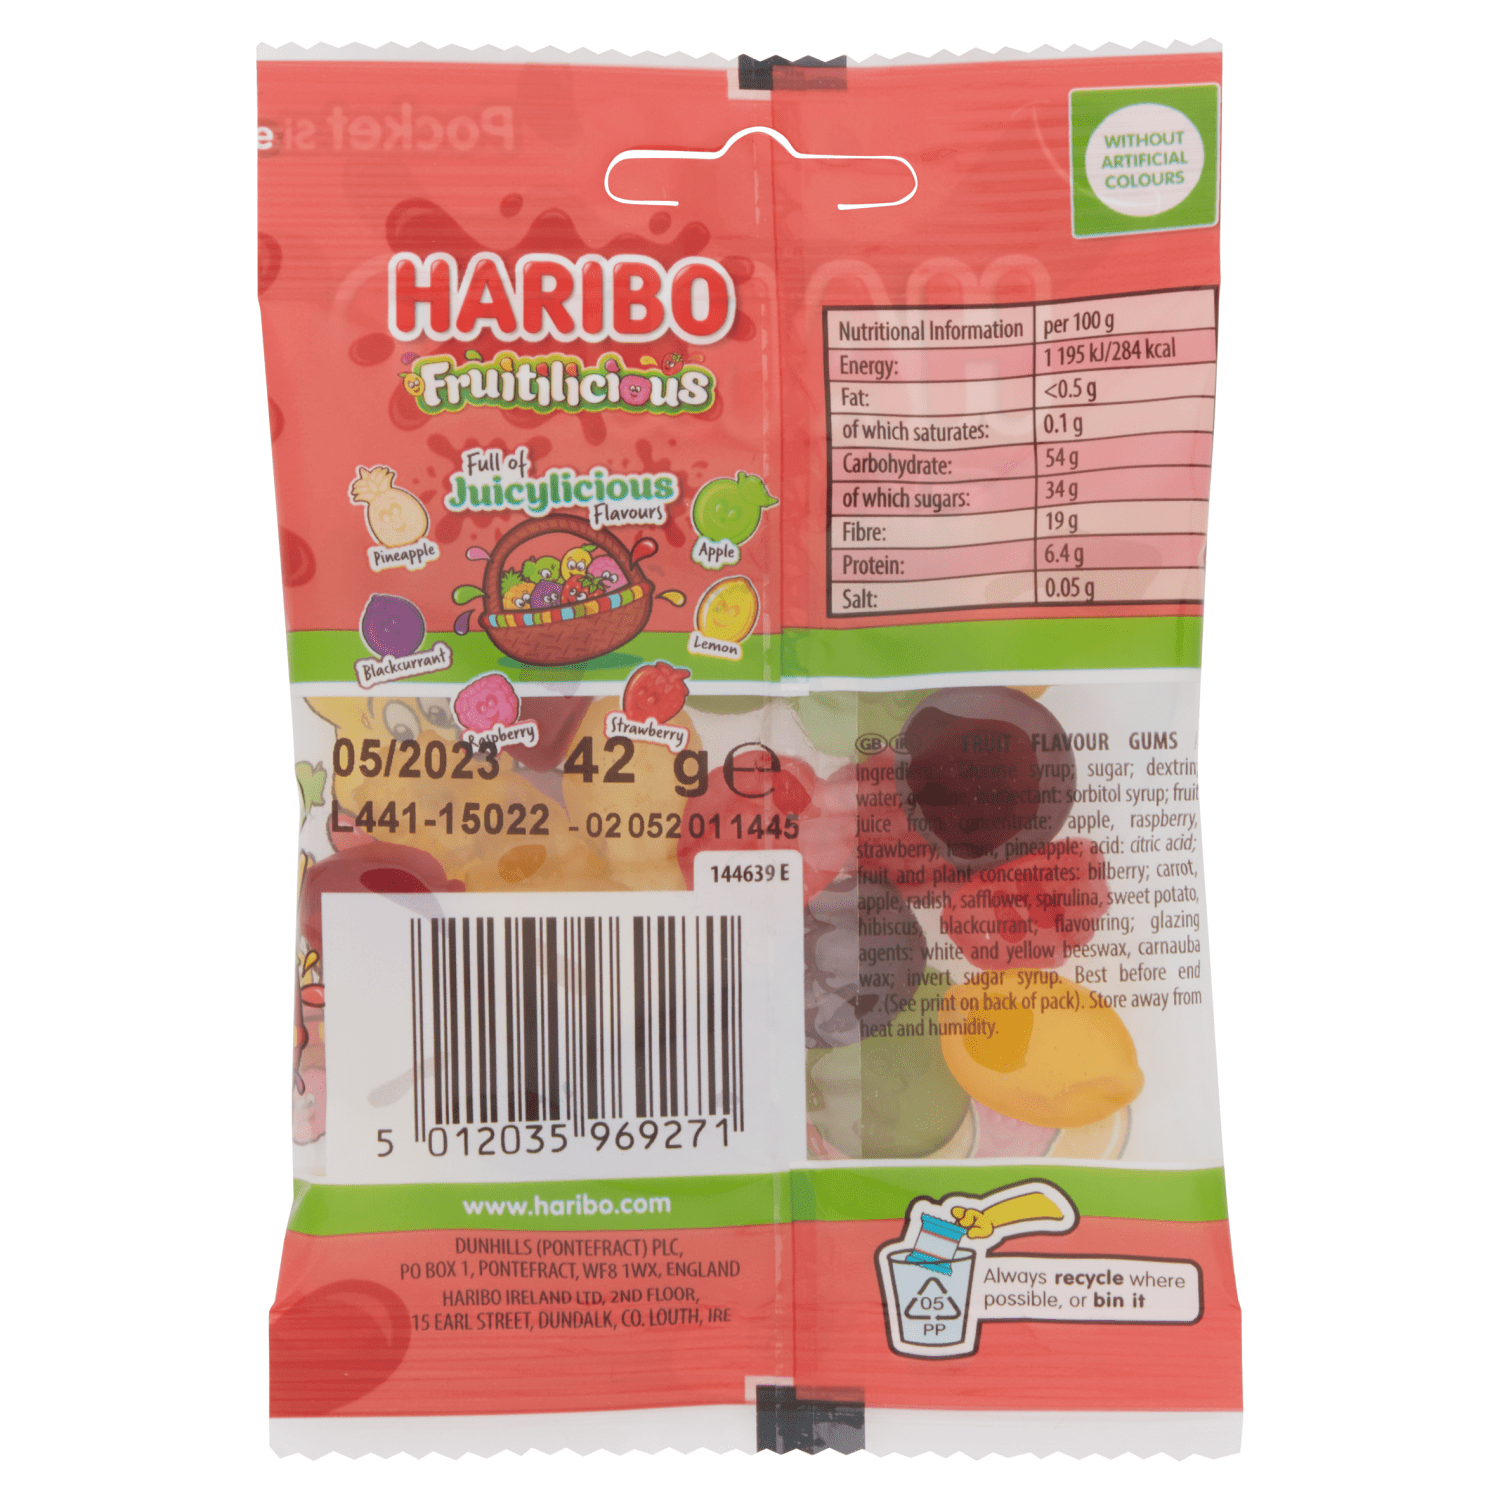 Pocket size
WITHOUT
ARTIFICIAL
COLOURS
HARIBO
Fruitilicious
Full of
Juicylicious
Flavours
Pineapple
Apple
Blackcurrant
Lemon
Raspberry
Strawberry
Nutritional Information per 100 g
Energy: 1 195 kJ/284 kcal
Fat: <0.5 g
of which saturates: 0.1 g
Carbohydrate: 54 g
of which sugars: 34 g
Fibre: 19 g
Protein: 6.4 g
Salt: 0.05 g
05/2023 42 g ℮
L441-15022 - 02 052 01 1445
144639 E
5 012035 969271
GB FRUIT FLAVOUR GUMS
syrup; sugar; dextrin;
water; humectant: sorbitol syrup; fruit
juice from concentrate: apple, raspberry,
strawberry, lemon, pineapple; acid: citric acid;
fruit and plant concentrates: bilberry; carrot,
apple, radish, safflower, spirulina, sweet potato,
hibiscus, blackcurrant; flavouring; glazing
agents: white and yellow beeswax, carnauba
wax; invert sugar syrup. Best before end
(See print on back of pack). Store away from
heat and humidity.
www.haribo.com
DUNHILLS (PONTEFRACT) PLC,
PO BOX 1, PONTEFRACT, WF8 1WX, ENGLAND
HARIBO IRELAND LTD, 2ND FLOOR,
15 EARL STREET, DUNDALK, CO. LOUTH, IRE
Always recycle where
possible, or bin it
05
PP